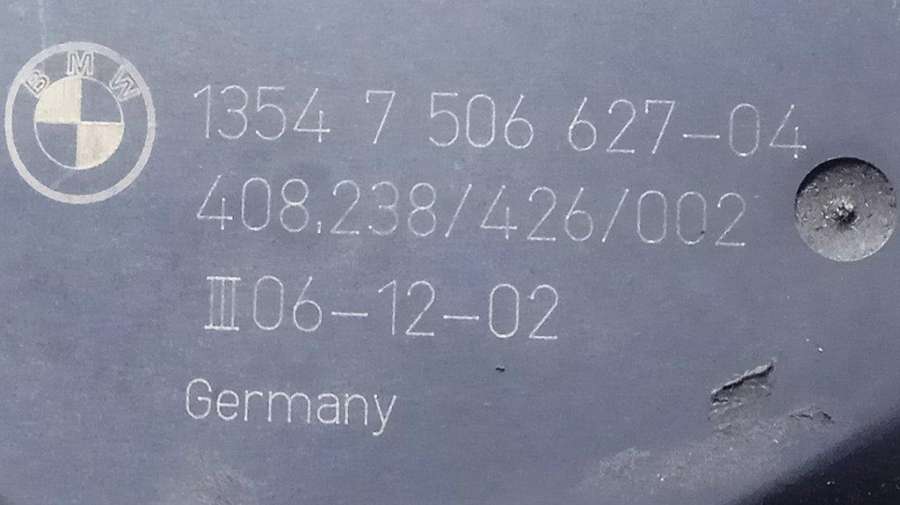 BMW
1354 7 506 627-04
408.238/426/002
III06-12-02
Germany